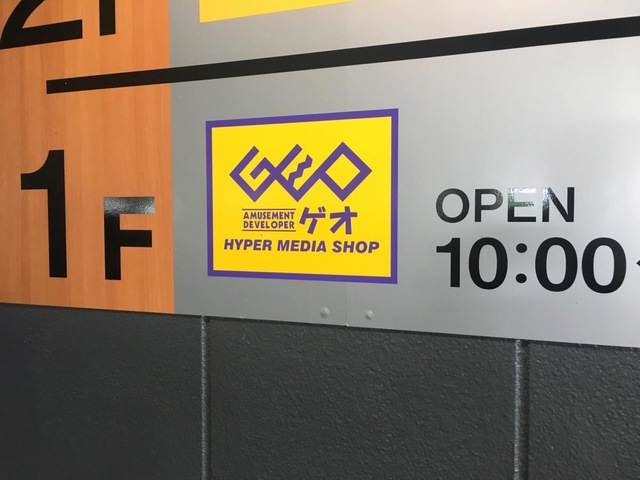 2F
1F
GEO
AMUSEMENT
DEVELOPER
ゲオ
HYPER MEDIA SHOP
OPEN
10:00